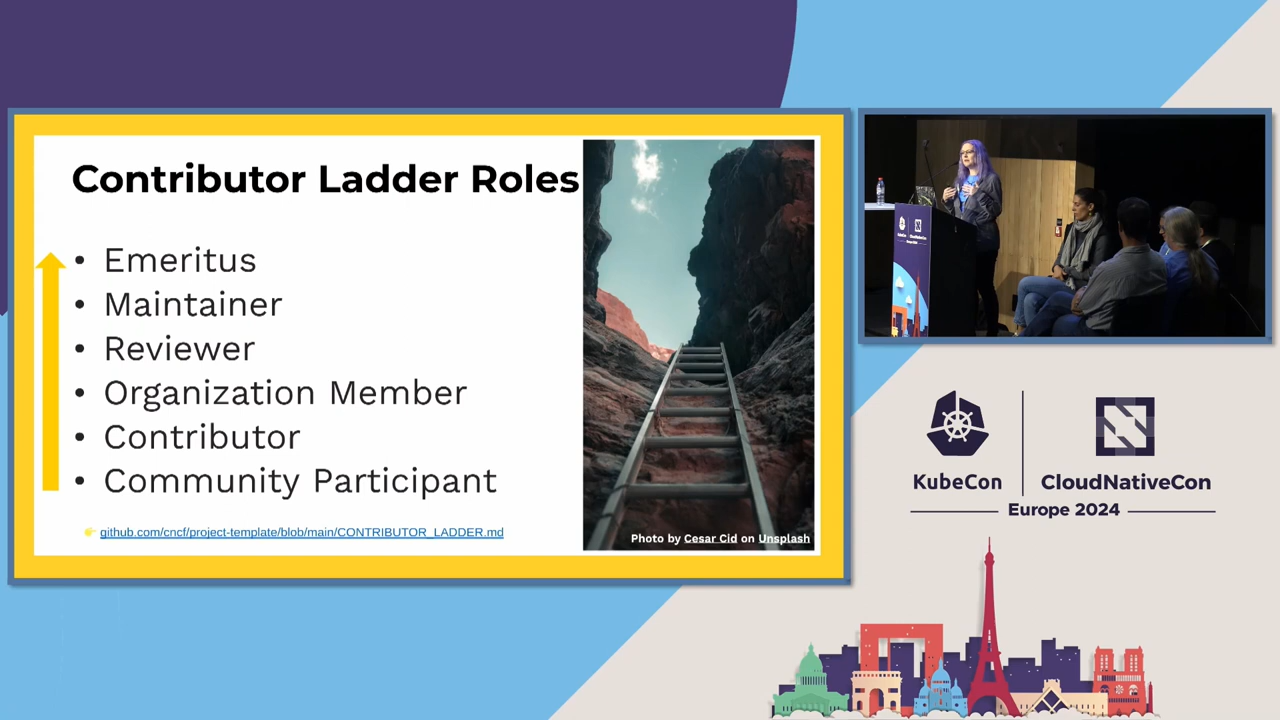 Contributor Ladder Roles
• Emeritus
• Maintainer
• Reviewer
• Organization Member
• Contributor
• Community Participant
👉 github.com/cncf/project-template/blob/main/CONTRIBUTOR_LADDER.md
Photo by Cesar Cid on Unsplash
KubeCon
CloudNativeCon
Europe 2024